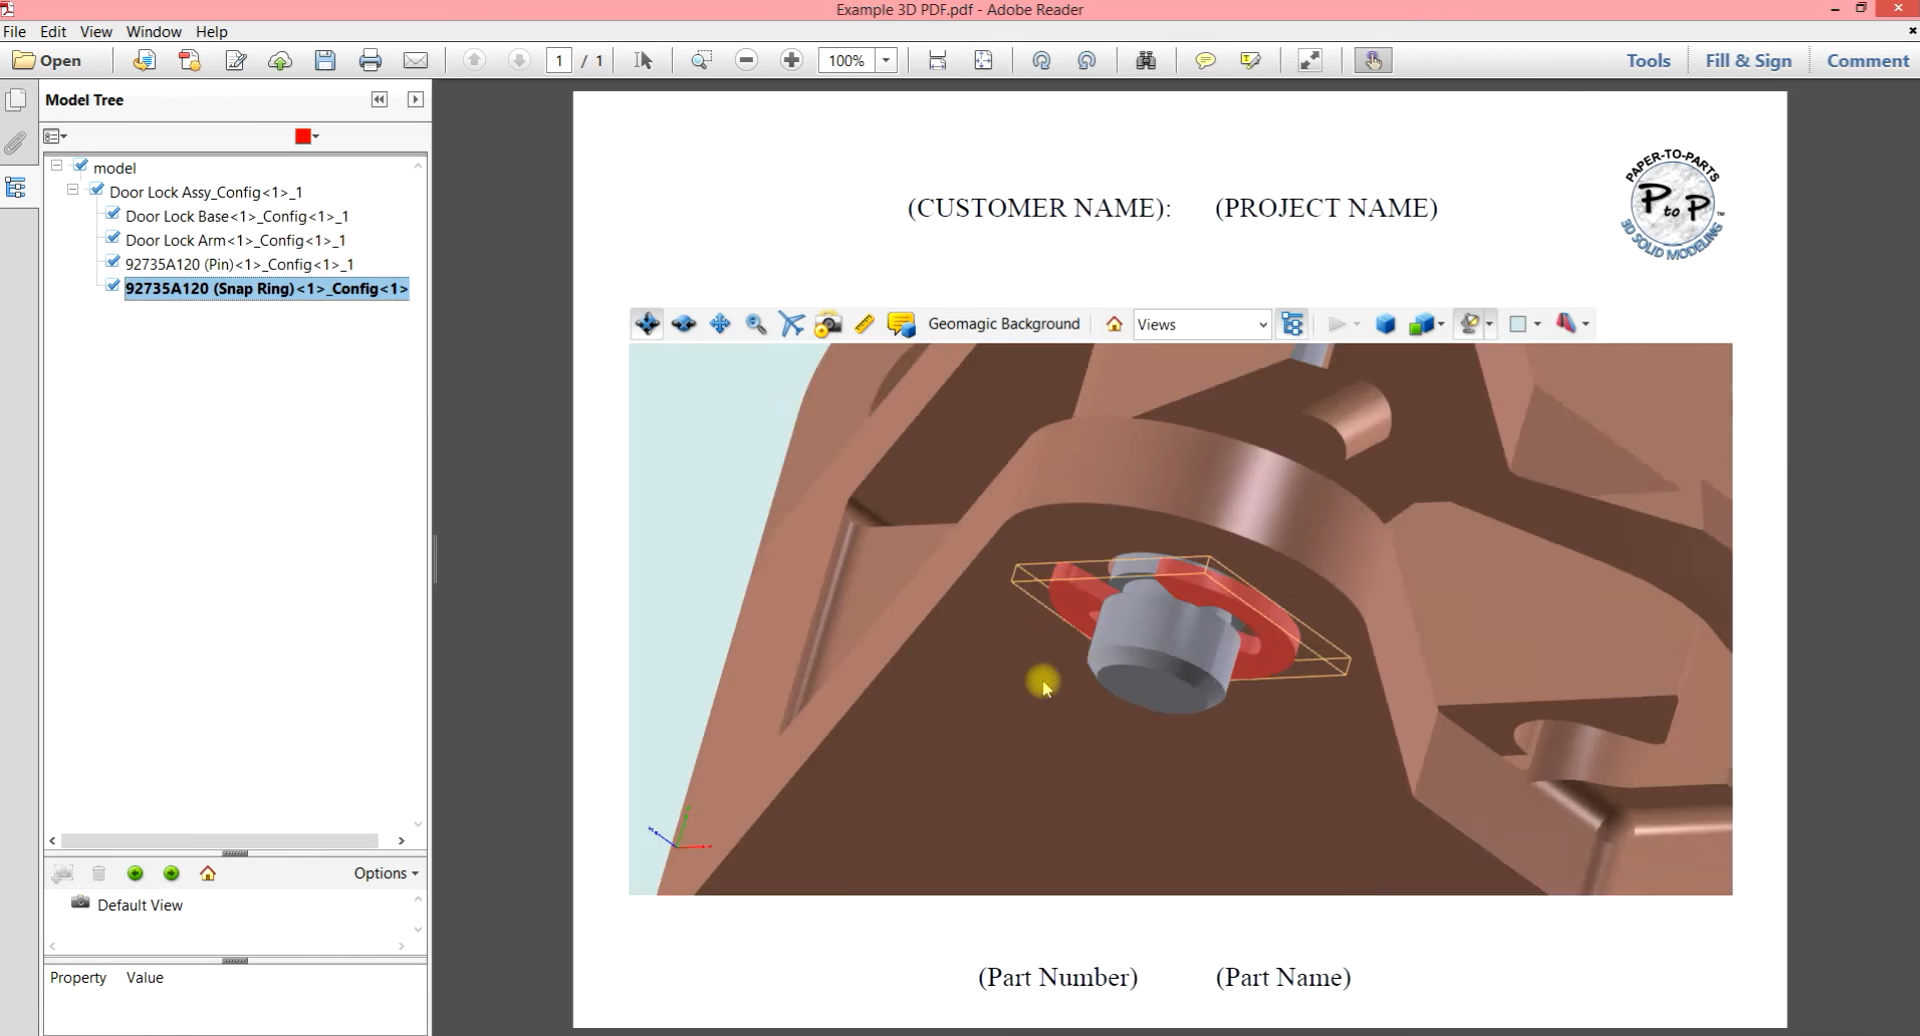 Example 3D PDF.pdf - Adobe Reader
File Edit View Window Help
Open 1 / 1 100% Tools Fill & Sign Comment
Model Tree
model
Door Lock Assy_Config<1>_1
Door Lock Base<1>_Config<1>_1
Door Lock Arm<1>_Config<1>_1
92735A120 (Pin)<1>_Config<1>_1
92735A120 (Snap Ring)<1>_Config<1>
Options
Default View
Property Value
(CUSTOMER NAME): (PROJECT NAME)
PAPER-TO-PARTS
P to P
™
3D SOLID MODELING
Geomagic Background Views
(Part Number) (Part Name)